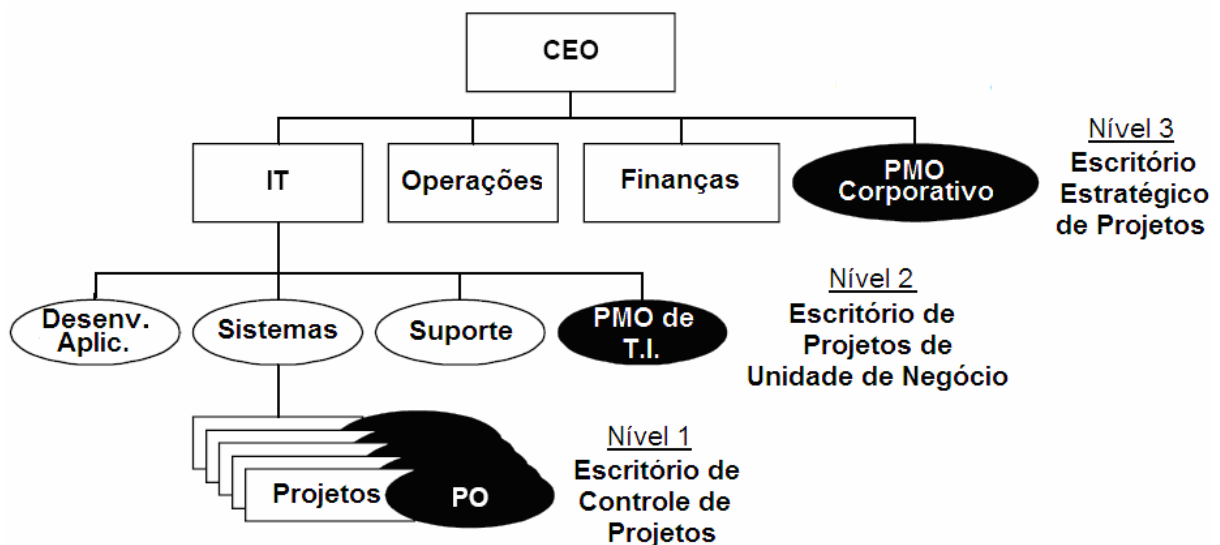 CEO
IT
Operações
Finanças
PMO
Corporativo
Nível 3
Escritório
Estratégico
de Projetos
Desenv.
Aplic.
Sistemas
Suporte
PMO de
T.I.
Nível 2
Escritório de
Projetos de
Unidade de Negócio
Projetos
PO
Nível 1
Escritório de
Controle de
Projetos